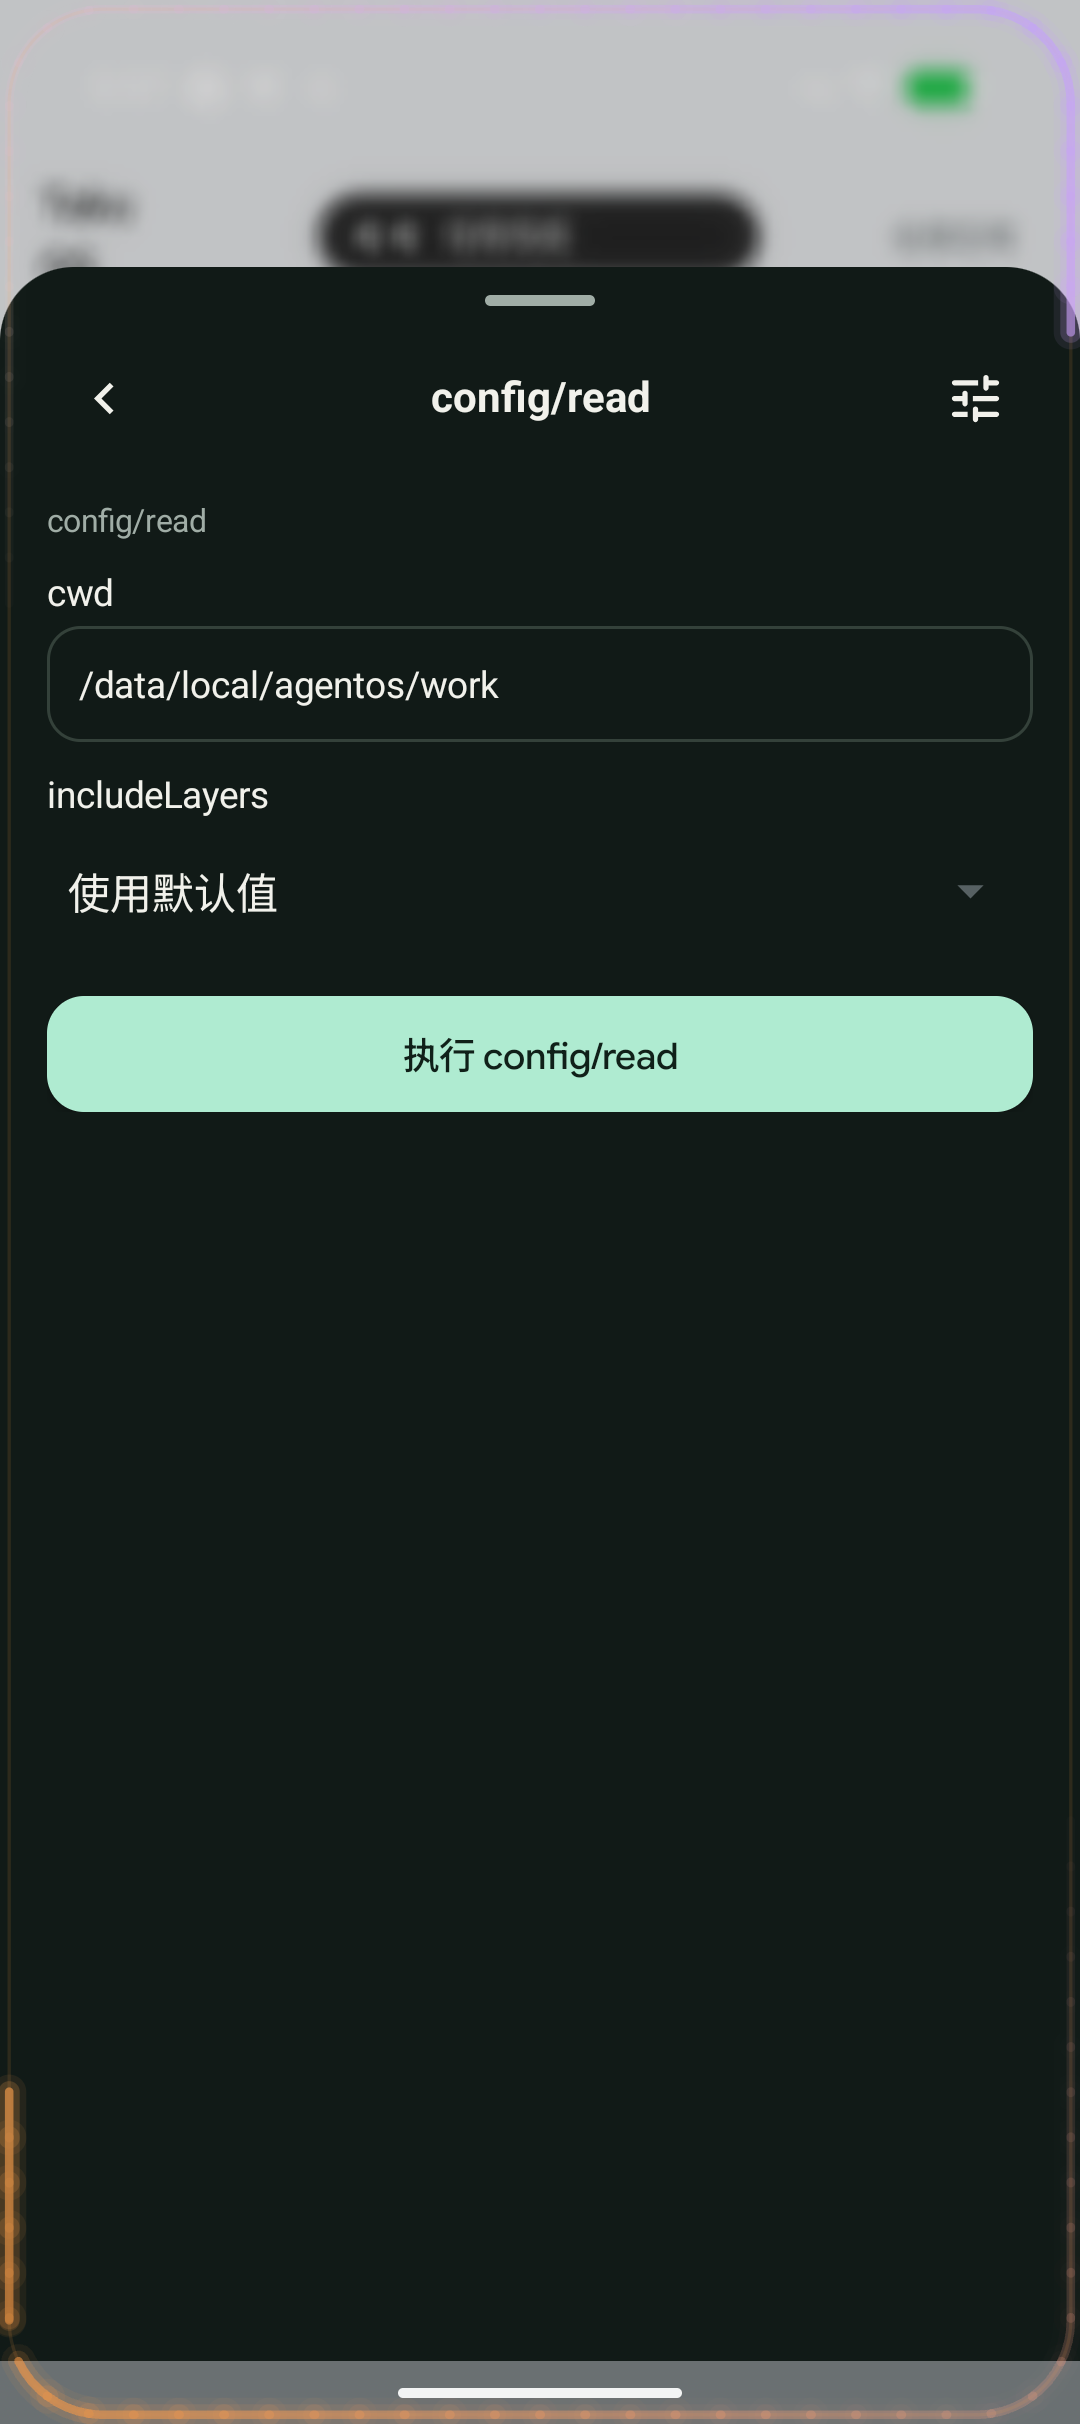 config/read
config/read
cwd
/data/local/agentos/work
includeLayers
使用默认值
执行 config/read